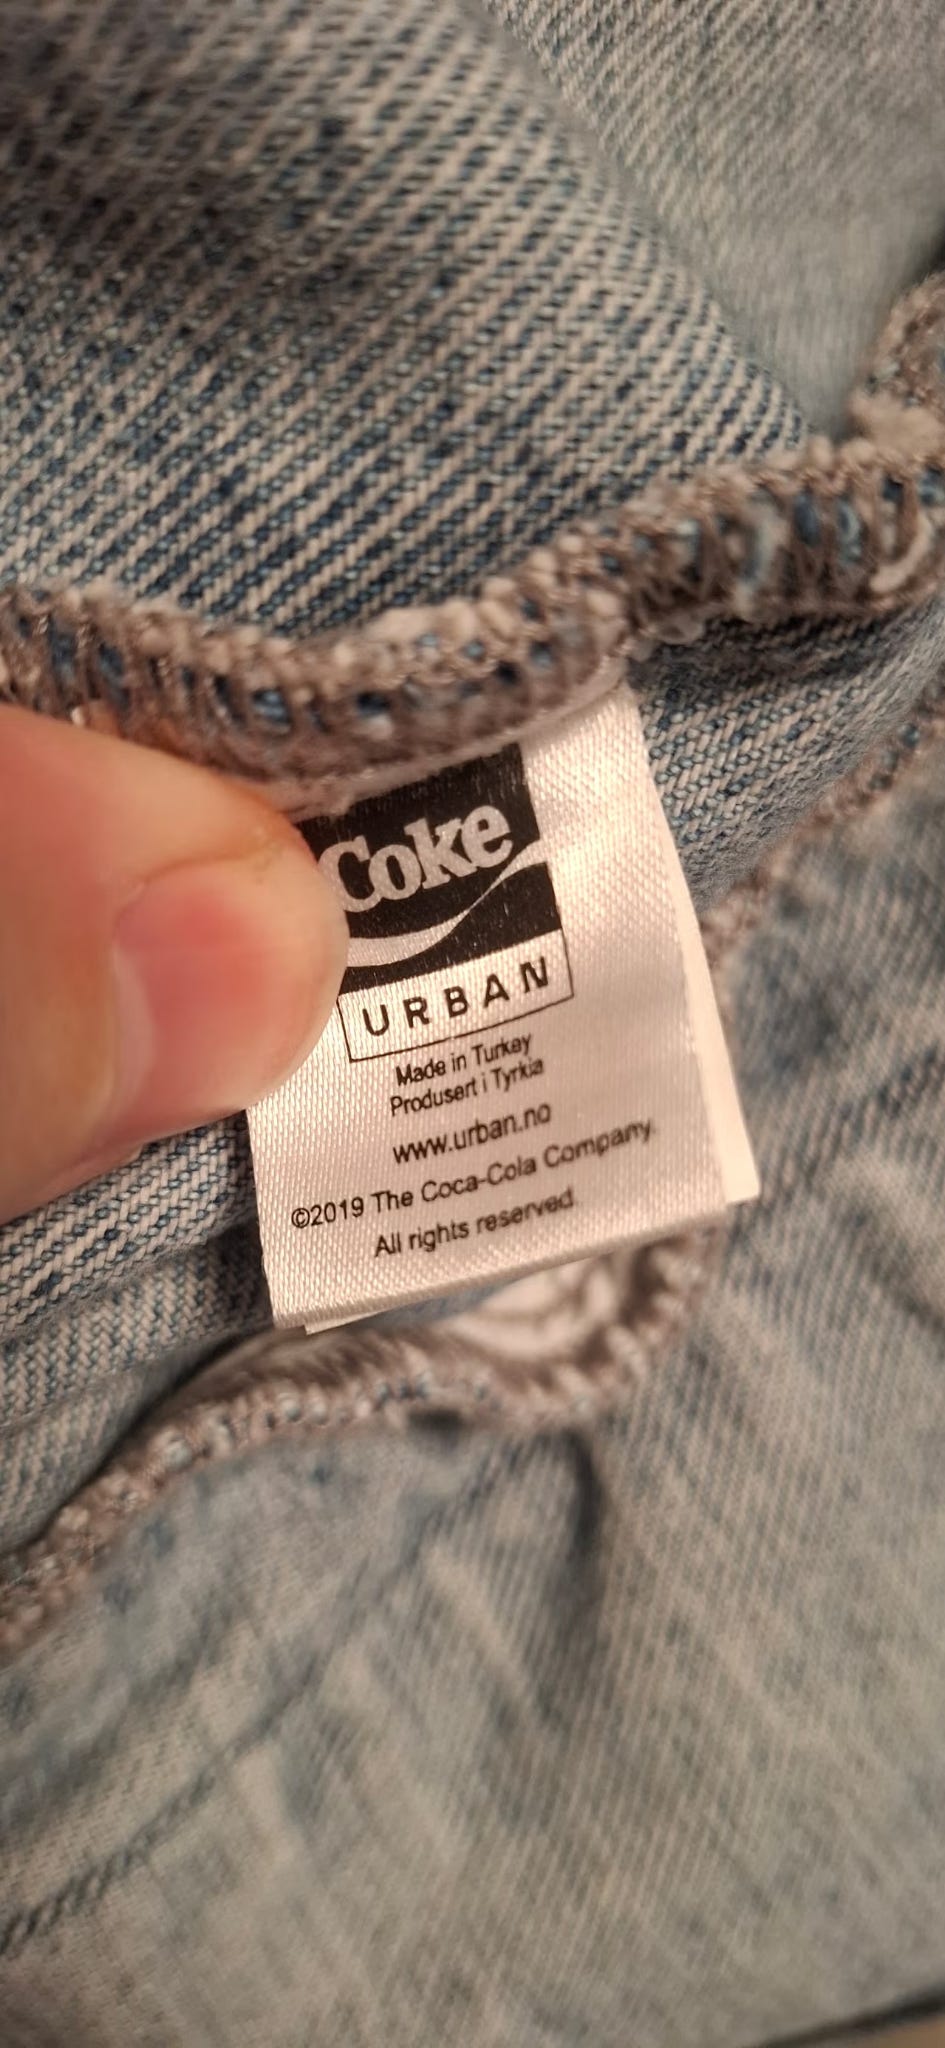 Coke
URBAN
Made in Turkey
Produsert i Tyrkia
www.urban.no
©2019 The Coca-Cola Company.
All rights reserved.